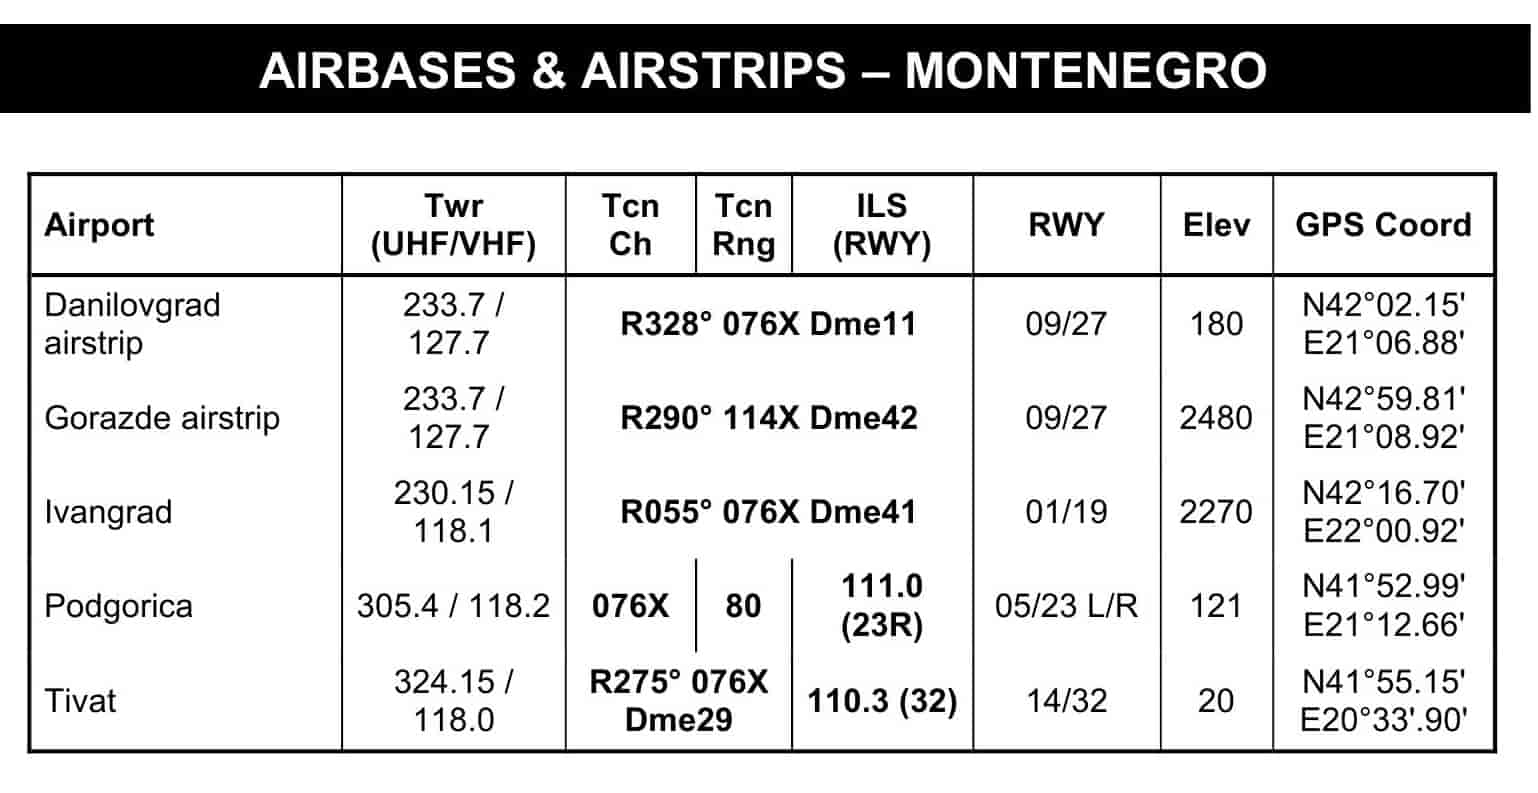 AIRBASES & AIRSTRIPS – MONTENEGRO
Airport
Twr
(UHF/VHF)
Tcn
Ch
Tcn
Rng
ILS
(RWY)
RWY
Elev
GPS Coord
Danilovgrad
airstrip
233.7 /
127.7
R328° 076X Dme11
09/27
180
N42°02.15'
E21°06.88'
Gorazde airstrip
233.7 /
127.7
R290° 114X Dme42
09/27
2480
N42°59.81'
E21°08.92'
Ivangrad
230.15 /
118.1
R055° 076X Dme41
01/19
2270
N42°16.70'
E22°00.92'
Podgorica
305.4 / 118.2
076X
80
111.0
(23R)
05/23 L/R
121
N41°52.99'
E21°12.66'
Tivat
324.15 /
118.0
R275° 076X
Dme29
110.3 (32)
14/32
20
N41°55.15'
E20°33'.90'